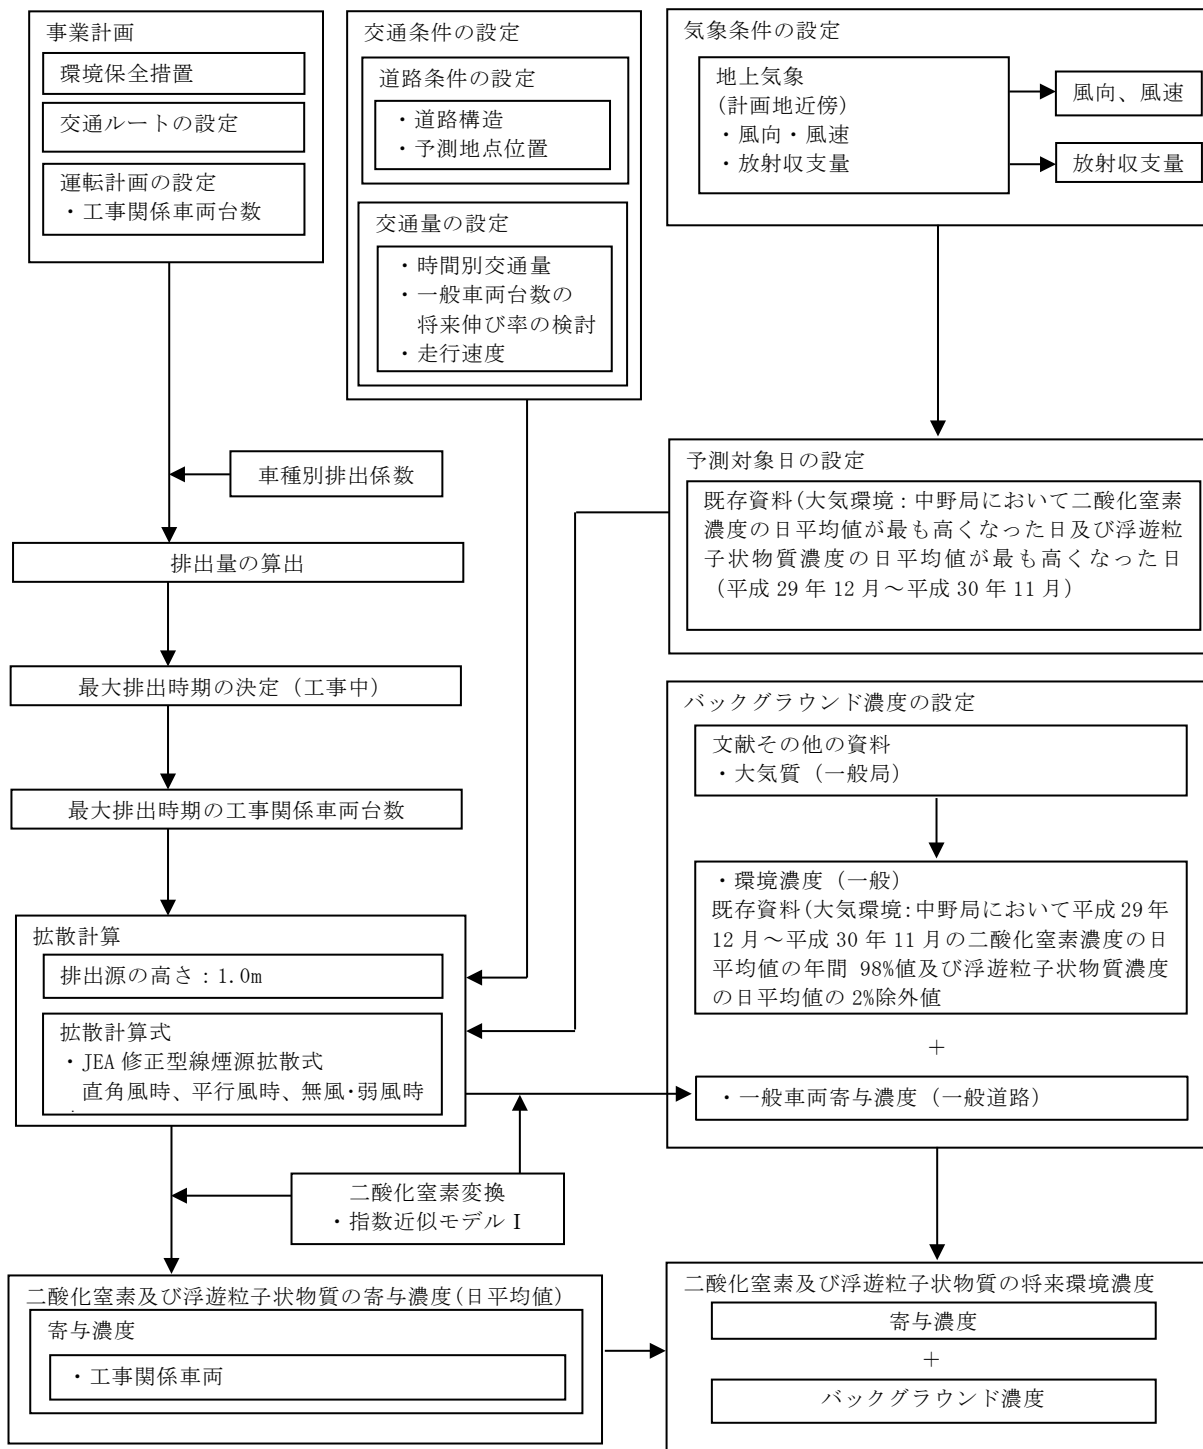 事業計画
環境保全措置
交通ルートの設定
運転計画の設定
・工事関係車両台数
交通条件の設定
道路条件の設定
・道路構造
・予測地点位置
交通量の設定
・時間別交通量
・一般車両台数の
将来伸び率の検討
・走行速度
気象条件の設定
地上気象
(計画地近傍)
・風向・風速
・放射収支量
風向、風速
放射収支量
車種別排出係数
予測対象日の設定
既存資料(大気環境：中野局において二酸化窒素
濃度の日平均値が最も高くなった日及び浮遊粒
子状物質濃度の日平均値が最も高くなった日
（平成 29 年 12 月～平成 30 年 11 月）
排出量の算出
最大排出時期の決定（工事中）
最大排出時期の工事関係車両台数
バックグラウンド濃度の設定
文献その他の資料
・大気質（一般局）
・環境濃度（一般）
既存資料(大気環境:中野局において平成 29 年
12 月～平成 30 年 11 月の二酸化窒素濃度の日
平均値の年間 98%値及び浮遊粒子状物質濃度
の日平均値の 2%除外値
＋
・一般車両寄与濃度（一般道路）
拡散計算
排出源の高さ：1.0m
拡散計算式
・JEA 修正型線煙源拡散式
直角風時、平行風時、無風・弱風時
二酸化窒素変換
・指数近似モデルⅠ
二酸化窒素及び浮遊粒子状物質の寄与濃度(日平均値)
寄与濃度
・工事関係車両
二酸化窒素及び浮遊粒子状物質の将来環境濃度
寄与濃度
＋
バックグラウンド濃度